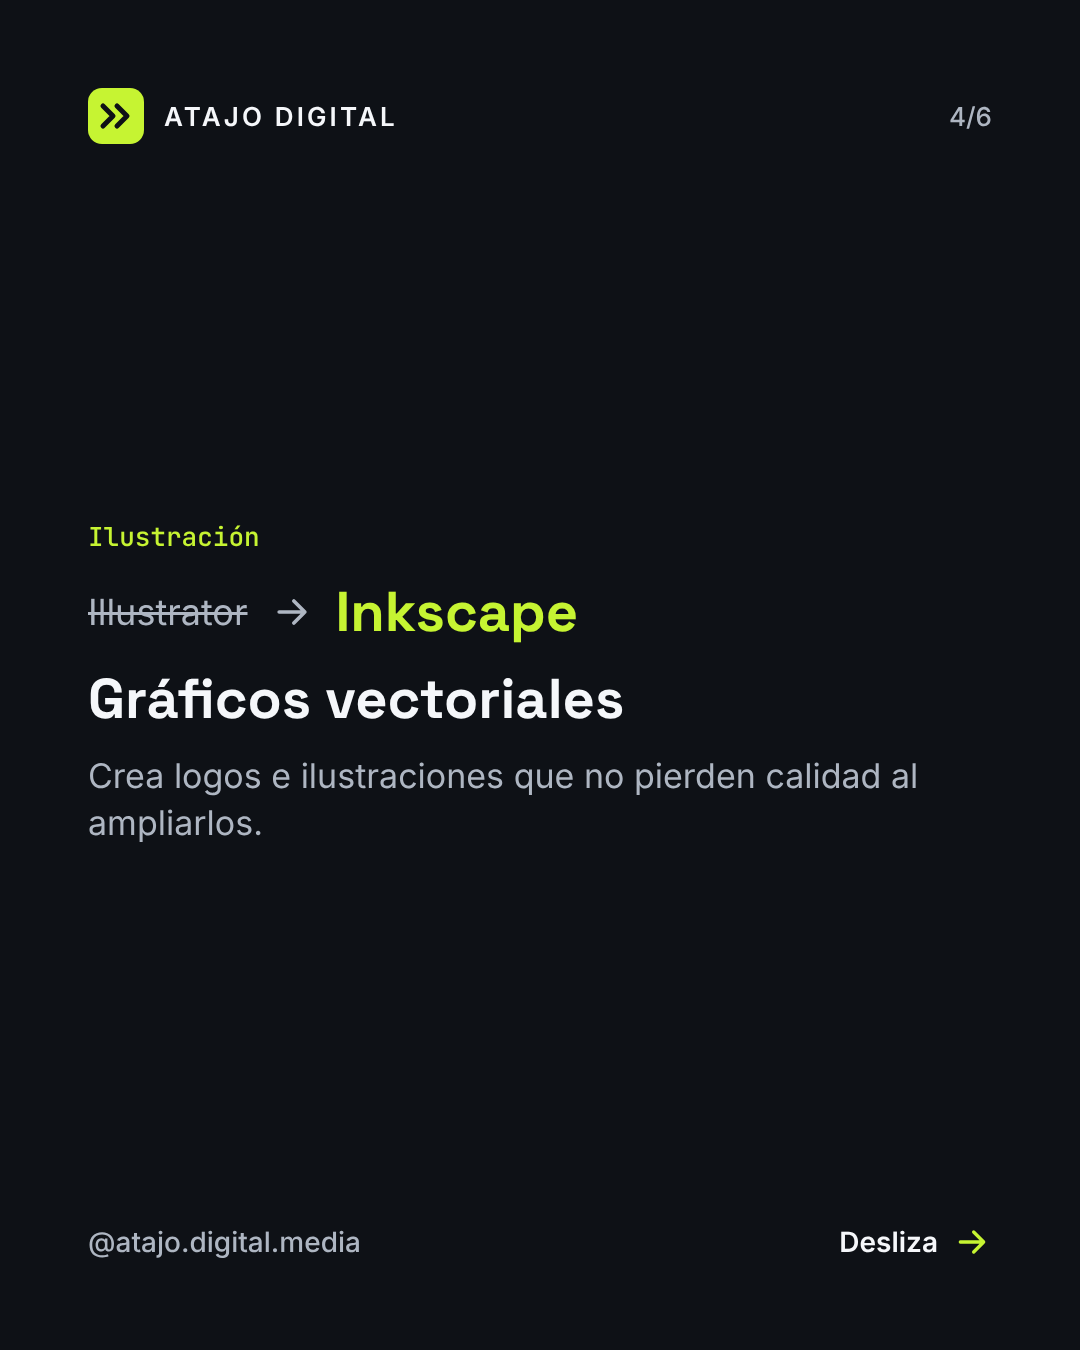 ATAJO DIGITAL
4/6
Ilustración
Illustrator → Inkscape
Gráficos vectoriales
Crea logos e ilustraciones que no pierden calidad al
ampliarlos.
@atajo.digital.media
Desliza →